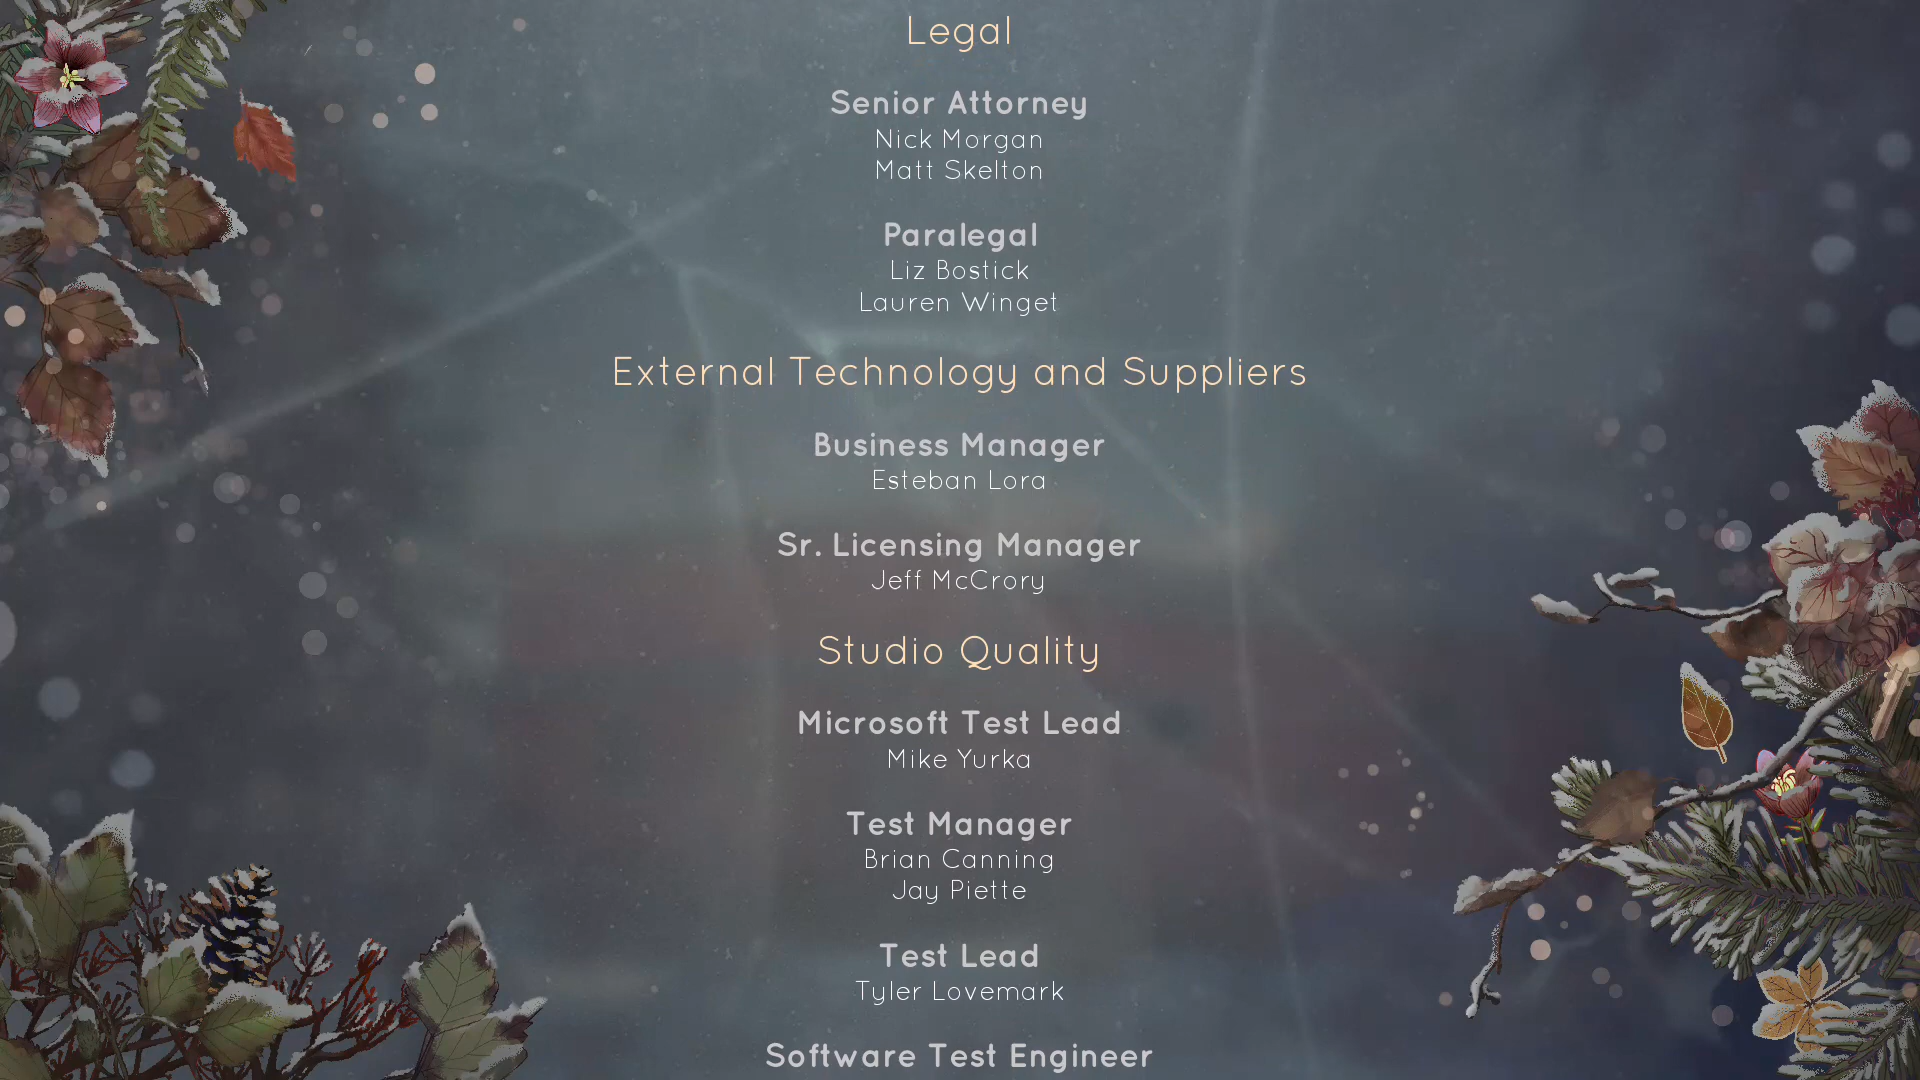 Legal
Senior Attorney
Nick Morgan
Matt Skelton
Paralegal
Liz Bostick
Lauren Winget
External Technology and Suppliers
Business Manager
Esteban Lora
Sr. Licensing Manager
Jeff McCrory
Studio Quality
Microsoft Test Lead
Mike Yurka
Test Manager
Brian Canning
Jay Piette
Test Lead
Tyler Lovemark
Software Test Engineer